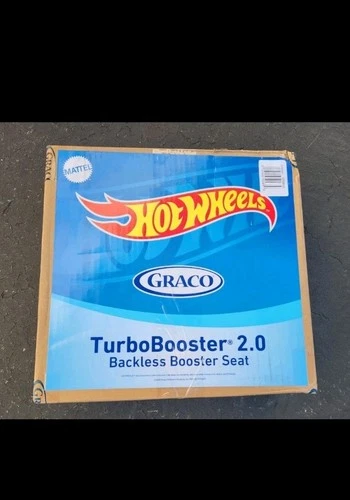 MATTEL
HOT WHEELS
GRACO
TurboBooster® 2.0
Backless Booster Seat